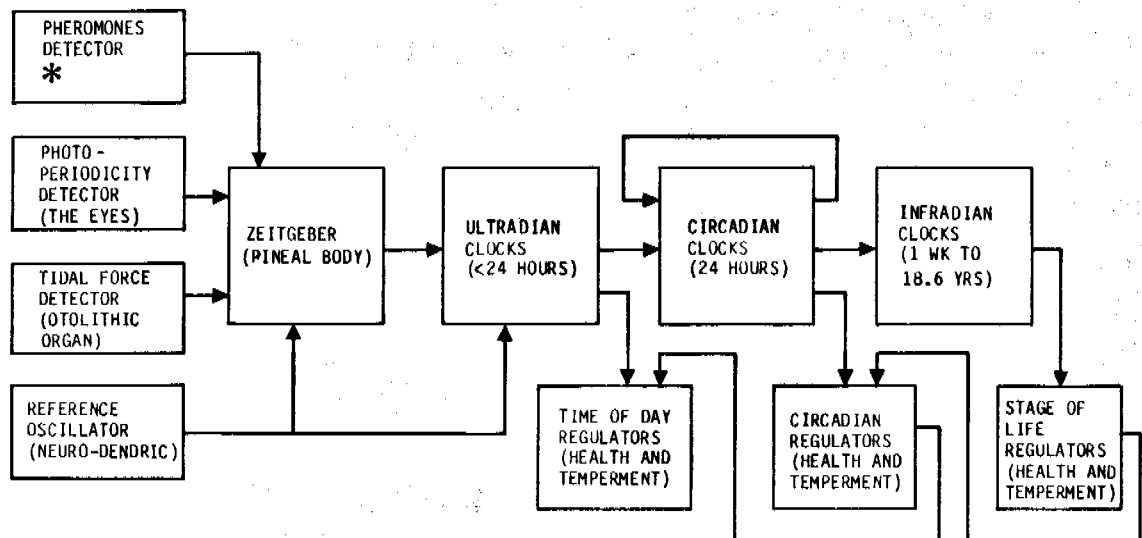 PHEROMONES
DETECTOR
*
PHOTO -
PERIODICITY
DETECTOR
(THE EYES)
TIDAL FORCE
DETECTOR
(OTOLITHIC
ORGAN)
REFERENCE
OSCILLATOR
(NEURO-DENDRIC)
ZEITGEBER
(PINEAL BODY)
ULTRADIAN
CLOCKS
(<24 HOURS)
CIRCADIAN
CLOCKS
(24 HOURS)
INFRADIAN
CLOCKS
(1 WK TO
18.6 YRS)
TIME OF DAY
REGULATORS
(HEALTH AND
TEMPERMENT)
CIRCADIAN
REGULATORS
(HEALTH AND
TEMPERMENT)
STAGE OF
LIFE
REGULATORS
(HEALTH AND
TEMPERMENT)